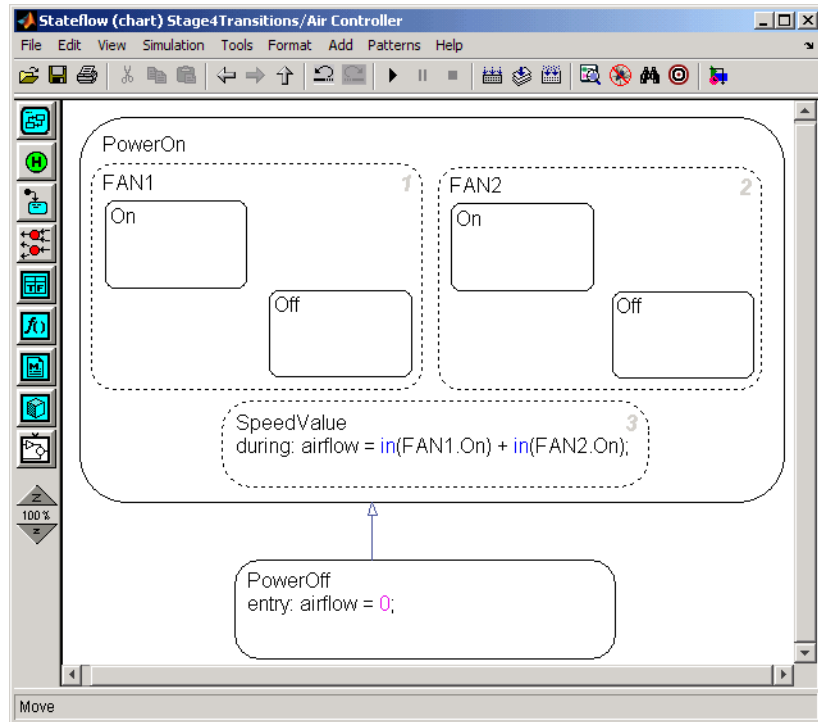 Stateflow (chart) Stage4Transitions/Air Controller
File Edit View Simulation Tools Format Add Patterns Help
PowerOn
FAN1 1
FAN2 2
On
On
Off
Off
SpeedValue 3
during: airflow = in(FAN1.On) + in(FAN2.On);
PowerOff
entry: airflow = 0;
H
TF
f()
M
Z
100 %
z
Move